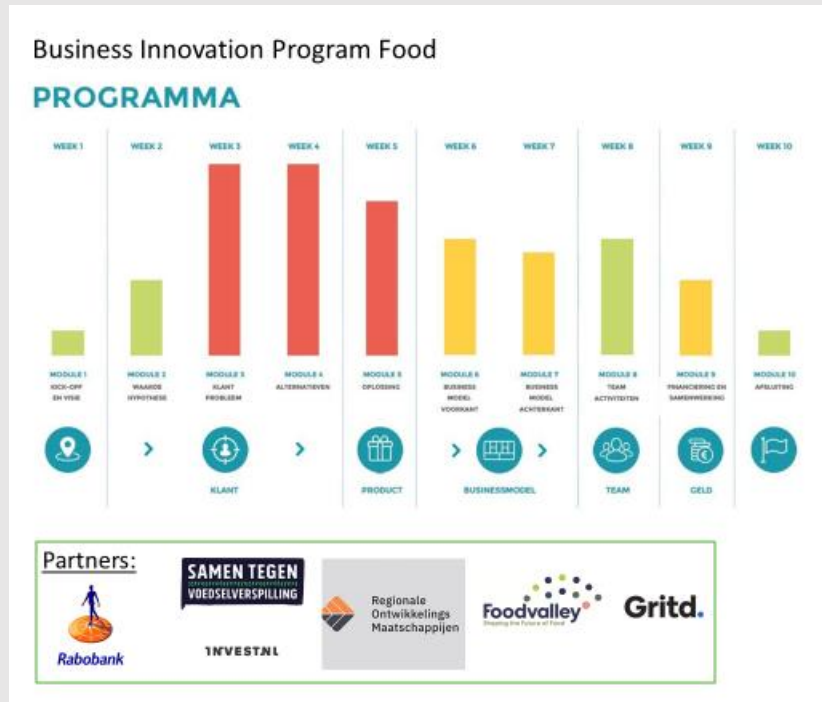 Business Innovation Program Food
PROGRAMMA
WEEK 1
WEEK 2
WEEK 3
WEEK 4
WEEK 5
WEEK 6
WEEK 7
WEEK 8
WEEK 9
WEEK 10
MODULE 1
KICK-OFF
EN VISIE
MODULE 2
WAARDE
HYPOTHESE
MODULE 3
KLANT
PROBLEEM
MODULE 4
ALTERNATIEVEN
MODULE 5
OPLOSSING
MODULE 6
BUSINESS
MODEL
VOORKANT
MODULE 7
BUSINESS
MODEL
ACHTERKANT
MODULE 8
TEAM
ACTIVITEITEN
MODULE 9
FINANCIERING EN
SAMENWERKING
MODULE 10
AFSLUITING
KLANT
PRODUCT
BUSINESSMODEL
TEAM
GELD
Partners:
Rabobank
SAMEN TEGEN
VOEDSELVERSPILLING
INVEST.NL
Regionale
Ontwikkelings
Maatschappijen
Foodvalley
Shaping the Future of Food
Gritd.